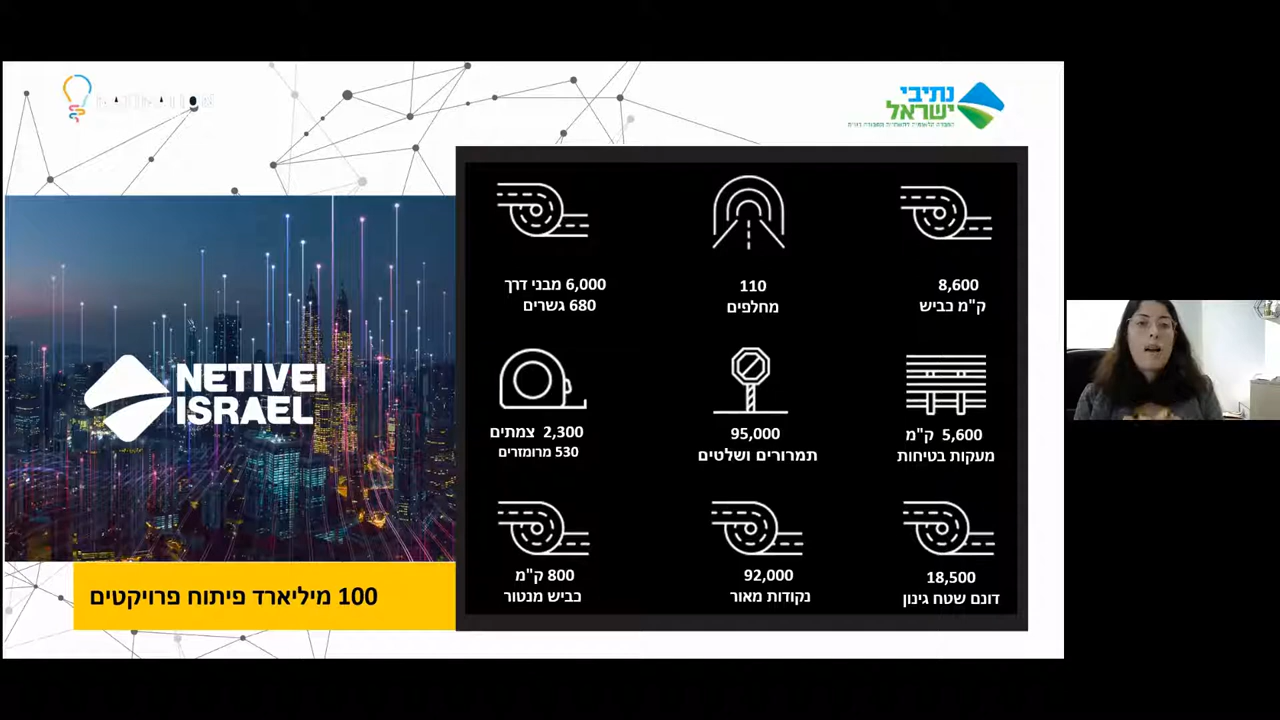 נתיבי
ישראל
8,600
ק"מ כביש
110
מחלפים
6,000 מבני דרך
680 גשרים
5,600 ק"מ
מעקות בטיחות
95,000
תמרורים ושלטים
2,300 צמתים
530 מרומזרים
18,500
דונם שטח גינון
92,000
נקודות מאור
800 ק"מ
כביש מנטור
NETIVEI
ISRAEL
100 מיליארד פיתוח פרויקטים